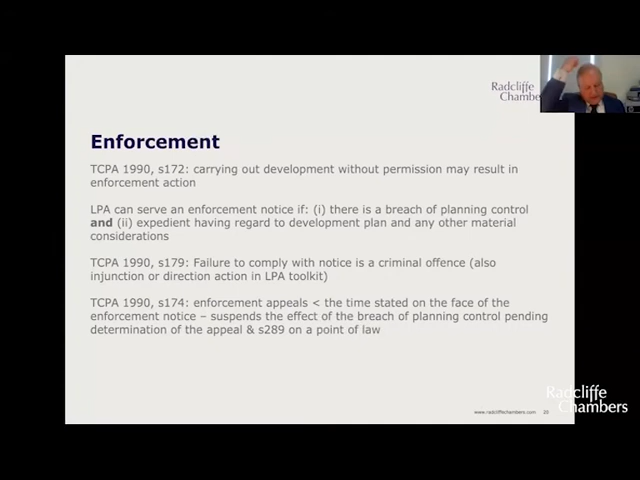 Radcliffe
Chambe
Enforcement
TCPA 1990, s172: carrying out development without permission may result in
enforcement action
LPA can serve an enforcement notice if: (i) there is a breach of planning control
and (ii) expedient having regard to development plan and any other material
considerations
TCPA 1990, s179: Failure to comply with notice is a criminal offence (also
injunction or direction action in LPA toolkit)
TCPA 1990, s174: enforcement appeals < the time stated on the face of the
enforcement notice – suspends the effect of the breach of planning control pending
determination of the appeal & s289 on a point of law
Radcliffe
Chambers
www.radcliffechambers.com